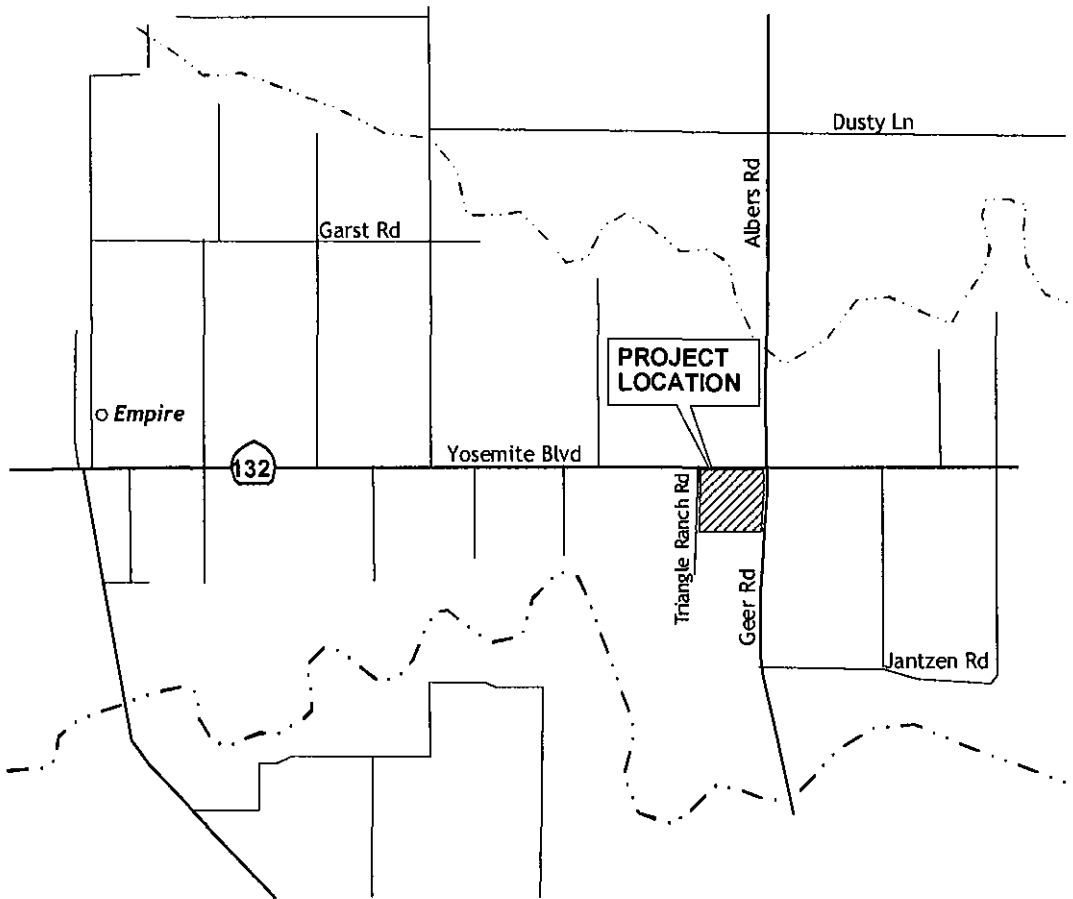 Dusty Ln
Albers Rd
Garst Rd
PROJECT
LOCATION
Empire
Yosemite Blvd
132
Triangle Ranch Rd
Geer Rd
Jantzen Rd